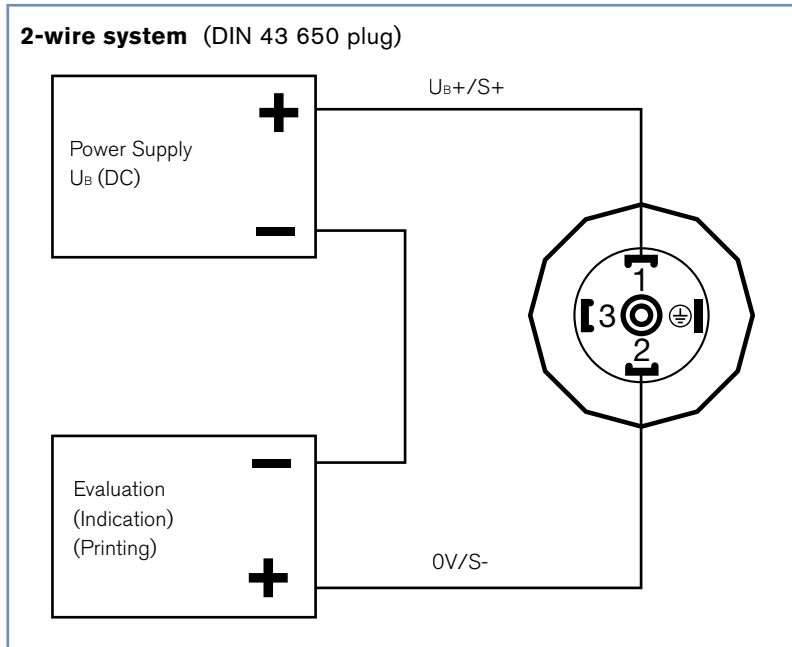 2-wire system (DIN 43 650 plug)
UB+/S+
+
Power Supply
UB (DC)
−
1
3
2
−
Evaluation
(Indication)
(Printing)
+
0V/S-